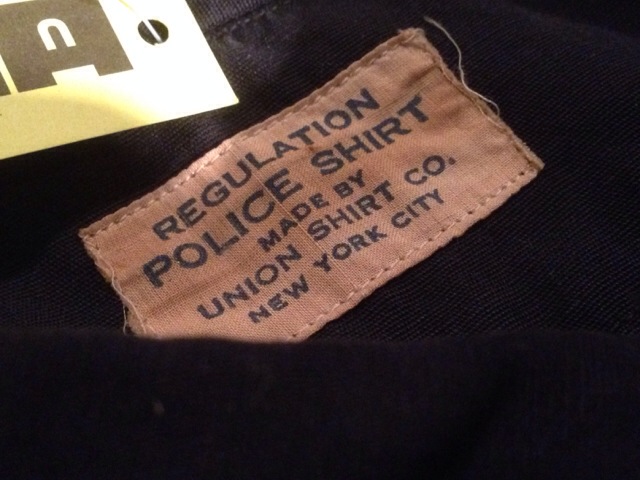 REGULATION
POLICE SHIRT
MADE BY
UNION SHIRT CO.
NEW YORK CITY